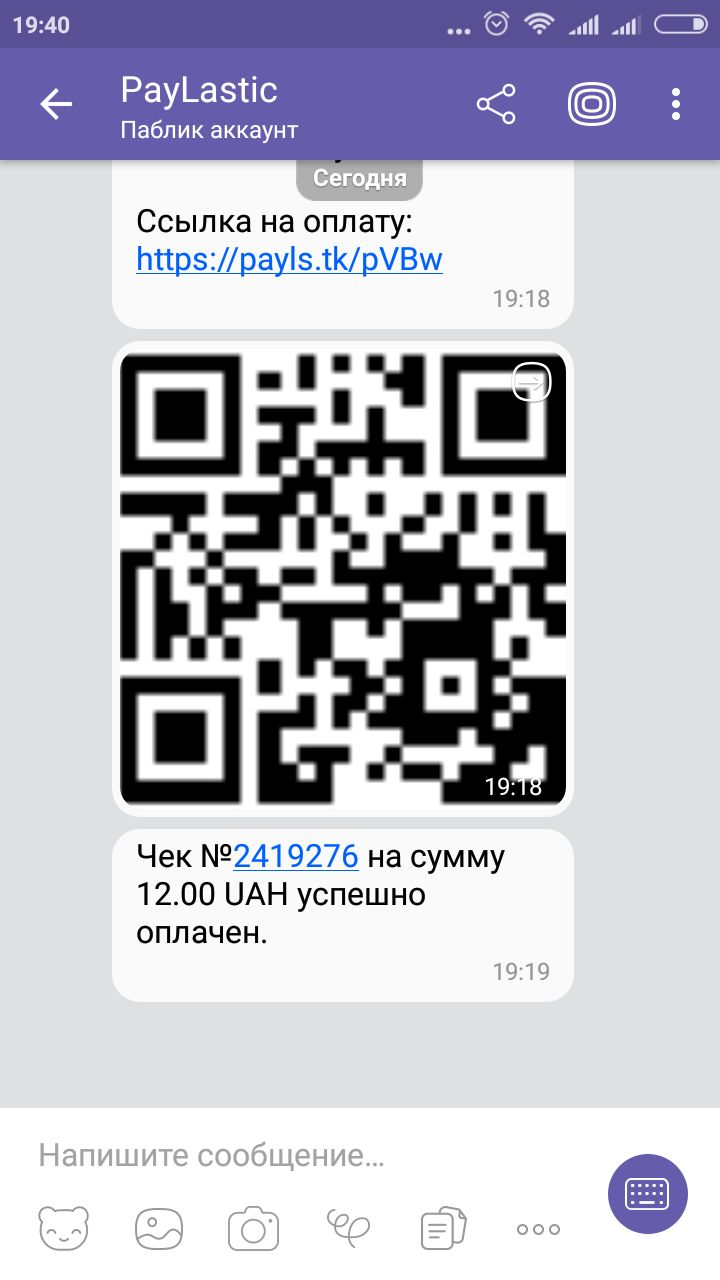 19:40
PayLastic
Паблик аккаунт
Сегодня
Ссылка на оплату:
https://payls.tk/pVBw
19:18
19:18
Чек №2419276 на сумму
12.00 UAH успешно
оплачен.
19:19
Напишите сообщение...